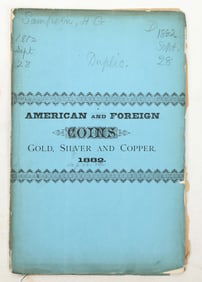 Sampson, H G
1882
Sept
28
D
1882
Sept.
28
Duplic.
AMERICAN AND FOREIGN
COINS
GOLD, SILVER AND COPPER.
1882.